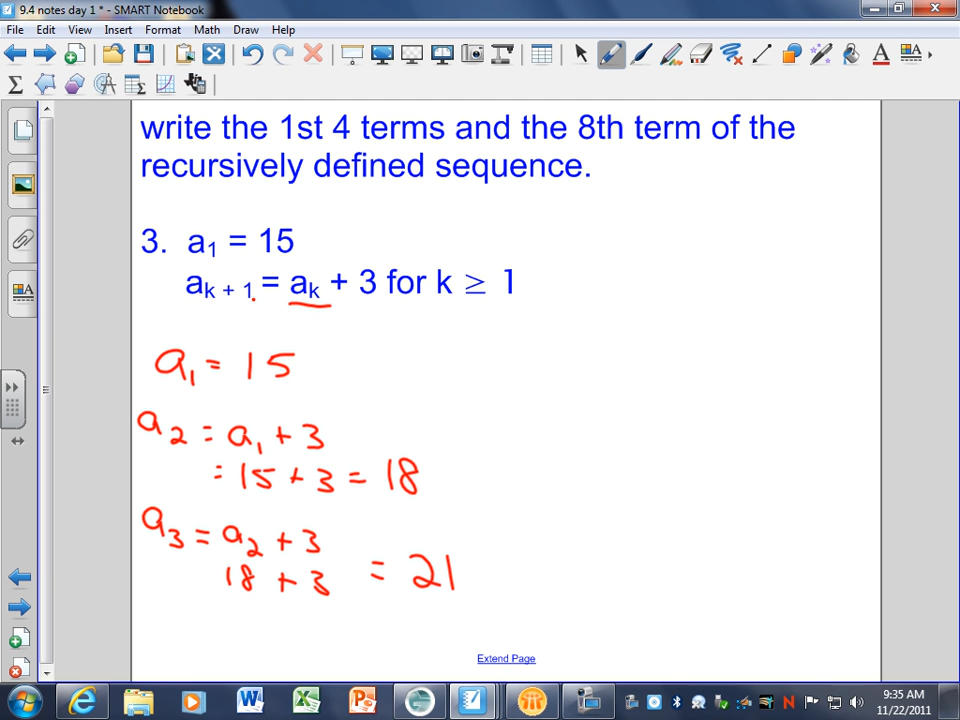 9.4 notes day 1 * - SMART Notebook
File Edit View Insert Format Math Draw Help
write the 1st 4 terms and the 8th term of the
recursively defined sequence.
3. a1 = 15
ak + 1 = ak + 3 for k ≥ 1
a1 = 15
a2 = a1 + 3
= 15 + 3 = 18
a3 = a2 + 3
18 + 3 = 21
Extend Page
9:35 AM
11/22/2011